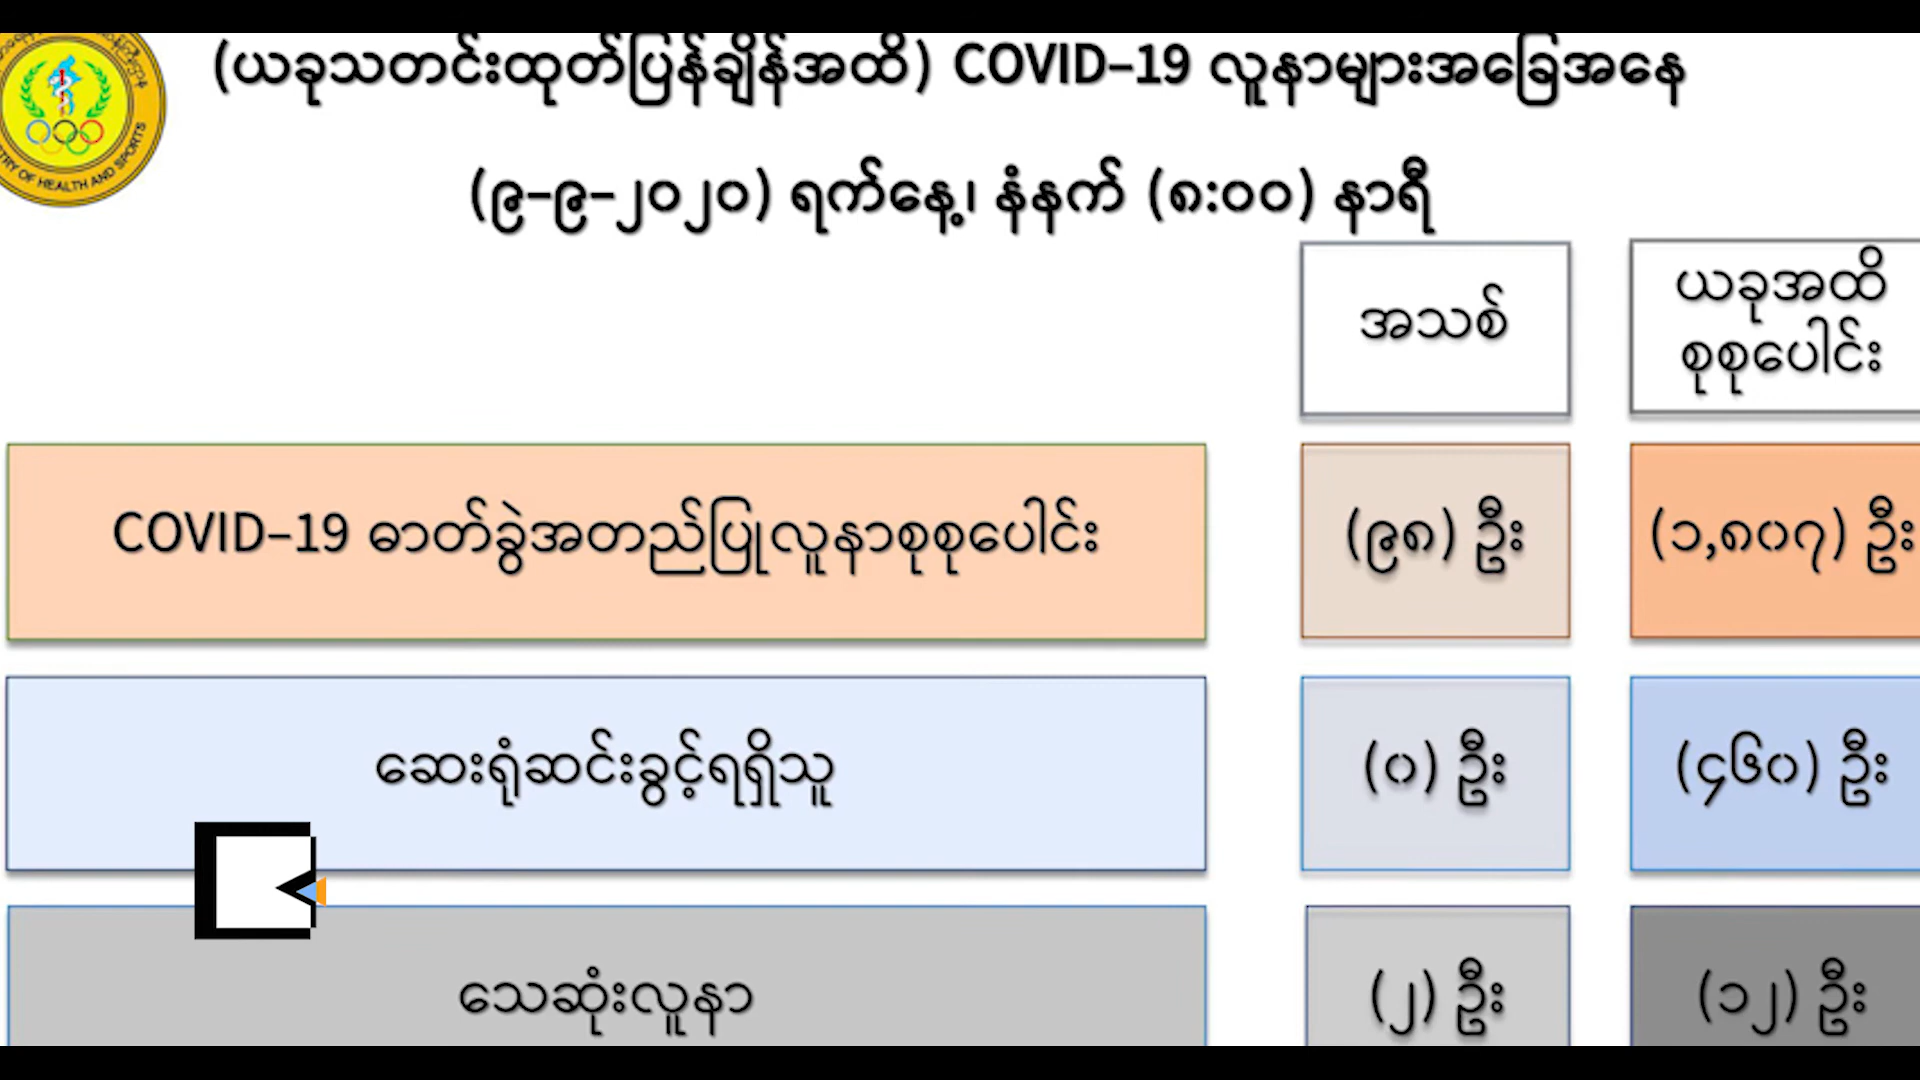 (ယခုသတင်းထုတ်ပြန်ချိန်အထိ) COVID-19 လူနာများအခြေအနေ
(၉-၉-၂၀၂၀) ရက်နေ့၊ နံနက် (၈:၀၀) နာရီ
အသစ်
ယခုအထိ
စုစုပေါင်း
COVID-19 ဓာတ်ခွဲအတည်ပြုလူနာစုစုပေါင်း
(၉၈) ဦး
(၁,၈၀၇) ဦး
ဆေးရုံဆင်းခွင့်ရရှိသူ
(၀) ဦး
(၄၆၀) ဦး
သေဆုံးလူနာ
(၂) ဦး
(၁၂) ဦး
OF HEALTH AND SPORTS